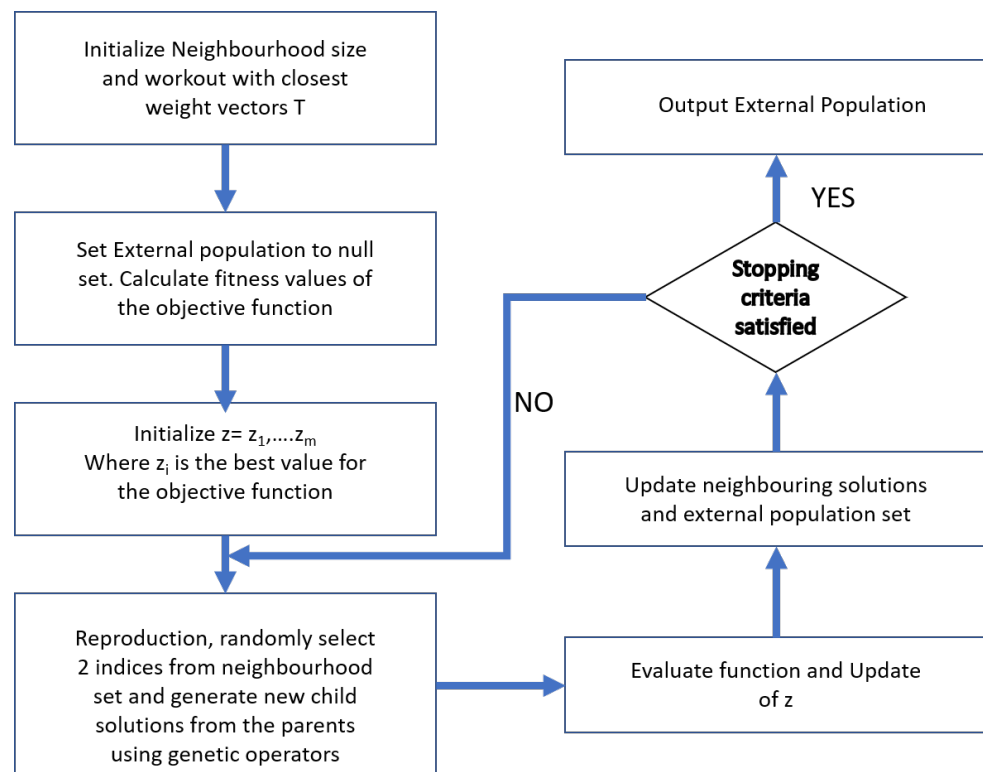 Initialize Neighbourhood size
and workout with closest
weight vectors T
Set External population to null
set. Calculate fitness values of
the objective function
Initialize z= z₁,....zₘ
Where zᵢ is the best value for
the objective function
Reproduction, randomly select
2 indices from neighbourhood
set and generate new child
solutions from the parents
using genetic operators
Evaluate function and Update
of z
Update neighbouring solutions
and external population set
Stopping
criteria
satisfied
NO
YES
Output External Population